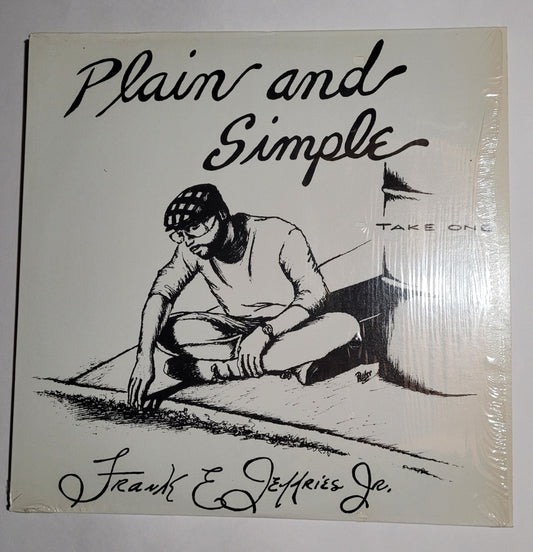 Plain and
Simple
TAKE ONE
Frank E. Jeffries Jr.